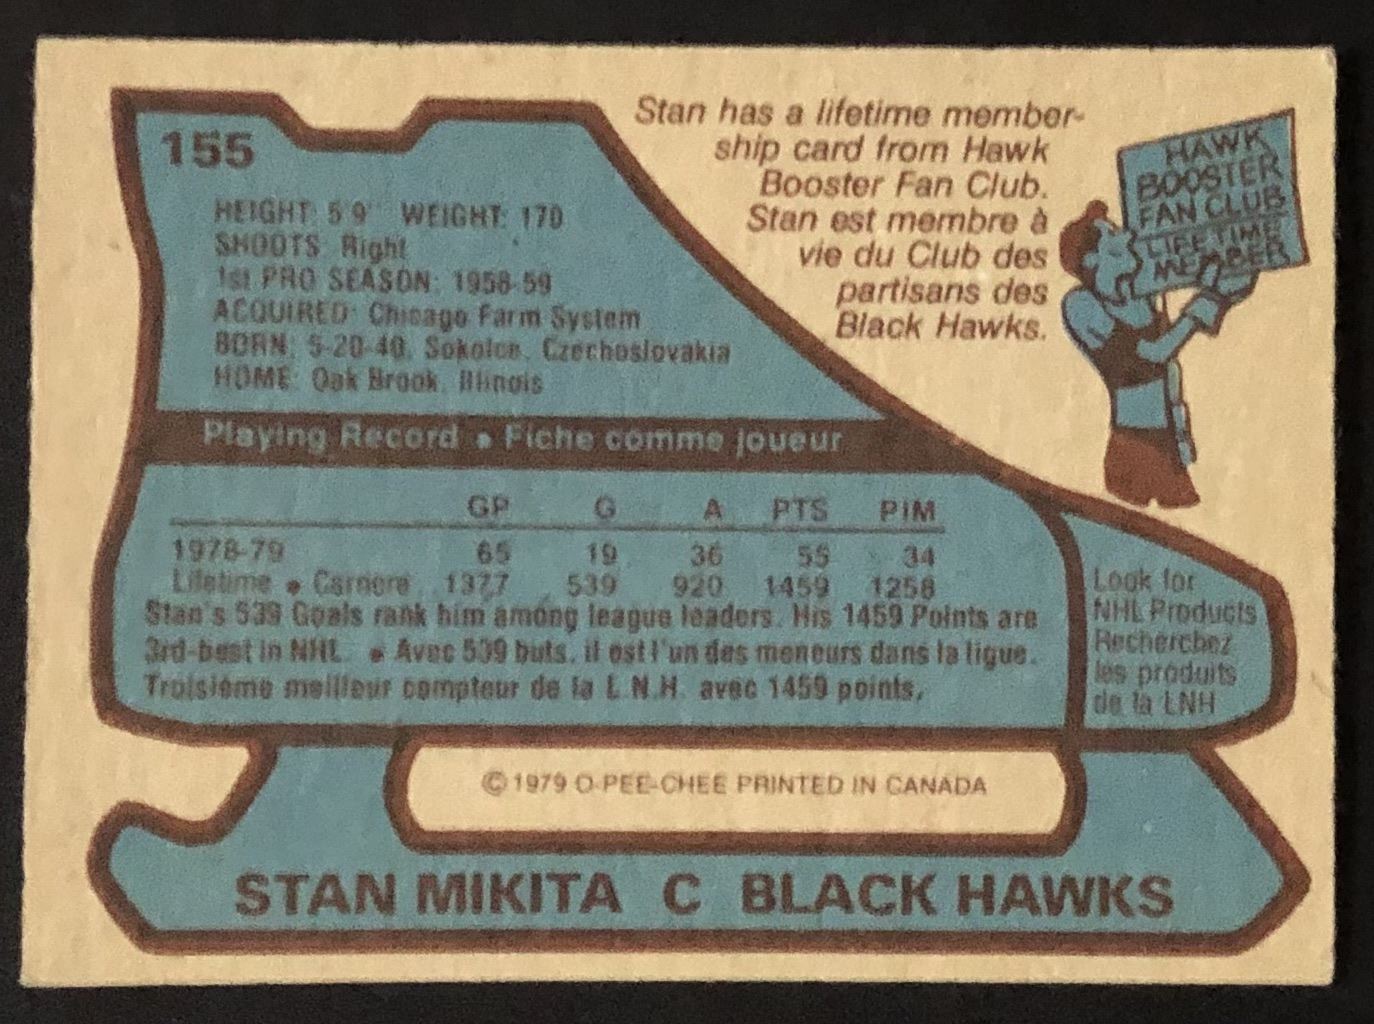 155
HEIGHT: 5'9" WEIGHT: 170
SHOOTS: Right
1st PRO SEASON: 1958-59
ACQUIRED: Chicago Farm System
BORN: 5-20-40, Sokolce, Czechoslovakia
HOME: Oak Brook, Illinois
Stan has a lifetime member-
ship card from Hawk
Booster Fan Club.
Stan est membre à
vie du Club des
partisans des
Black Hawks.
HAWK
BOOSTER
FAN CLUB
LIFETIME
MEMBER
Playing Record • Fiche comme joueur
GP G A PTS PIM
1978-79 65 19 36 55 34
Lifetime • Carriere 1377 539 920 1459 1258
Stan's 539 Goals rank him among league leaders. His 1459 Points are
3rd-best in NHL. • Avec 539 buts, il est l'un des meneurs dans la ligue.
Troisième meilleur compteur de la L.N.H. avec 1459 points.
Look for
NHL Products
Recherchez
les produits
de la LNH
© 1979 O-PEE-CHEE PRINTED IN CANADA
STAN MIKITA C BLACK HAWKS